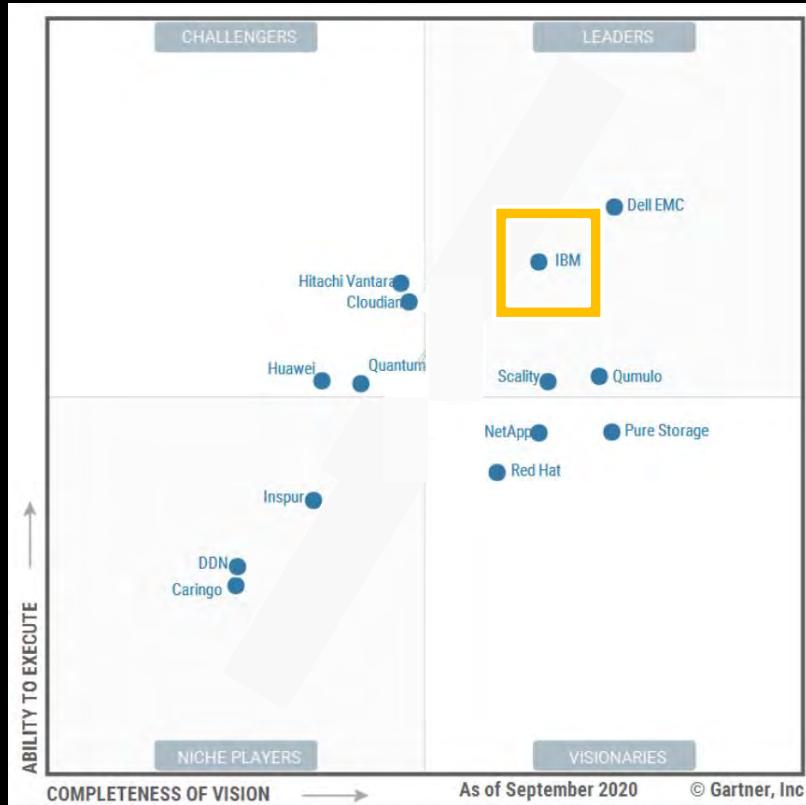 CHALLENGERS
LEADERS
Dell EMC
IBM
Hitachi Vantara
Cloudian
Huawei
Quantum
Scality
Qumulo
NetApp
Pure Storage
Red Hat
Inspur
DDN
Caringo
ABILITY TO EXECUTE
NICHE PLAYERS
VISIONARIES
COMPLETENESS OF VISION
As of September 2020
© Gartner, Inc